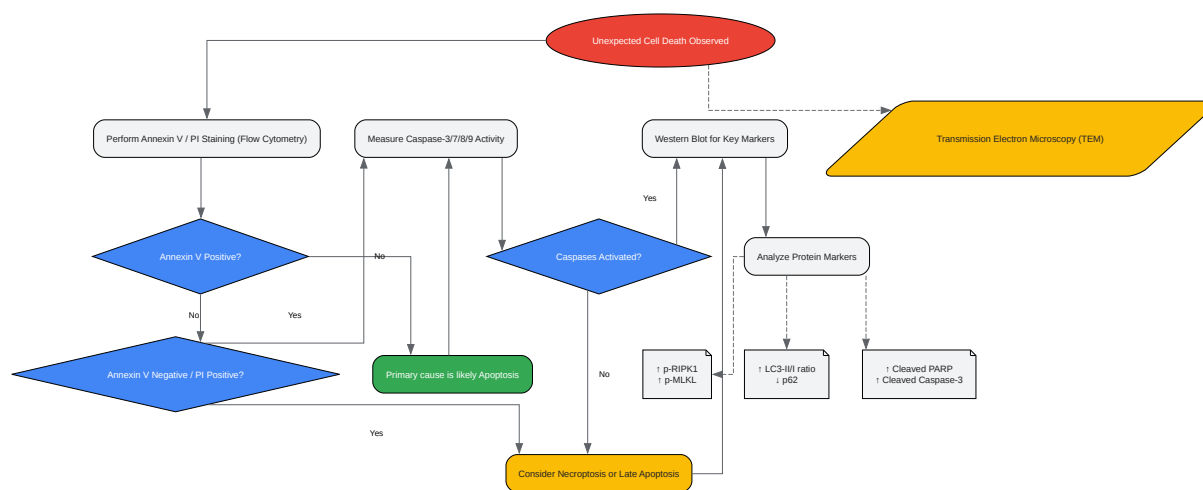 Unexpected Cell Death Observed
Perform Annexin V / PI Staining (Flow Cytometry)
Measure Caspase-3/7/8/9 Activity
Western Blot for Key Markers
Transmission Electron Microscopy (TEM)
Yes
Annexin V Positive?
No
Caspases Activated?
Analyze Protein Markers
No
Yes
Annexin V Negative / PI Positive?
Primary cause is likely Apoptosis
No
↑ p-RIPK1
↑ p-MLKL
↑ LC3-II/I ratio
↓ p62
↑ Cleaved PARP
↑ Cleaved Caspase-3
Yes
Consider Necroptosis or Late Apoptosis